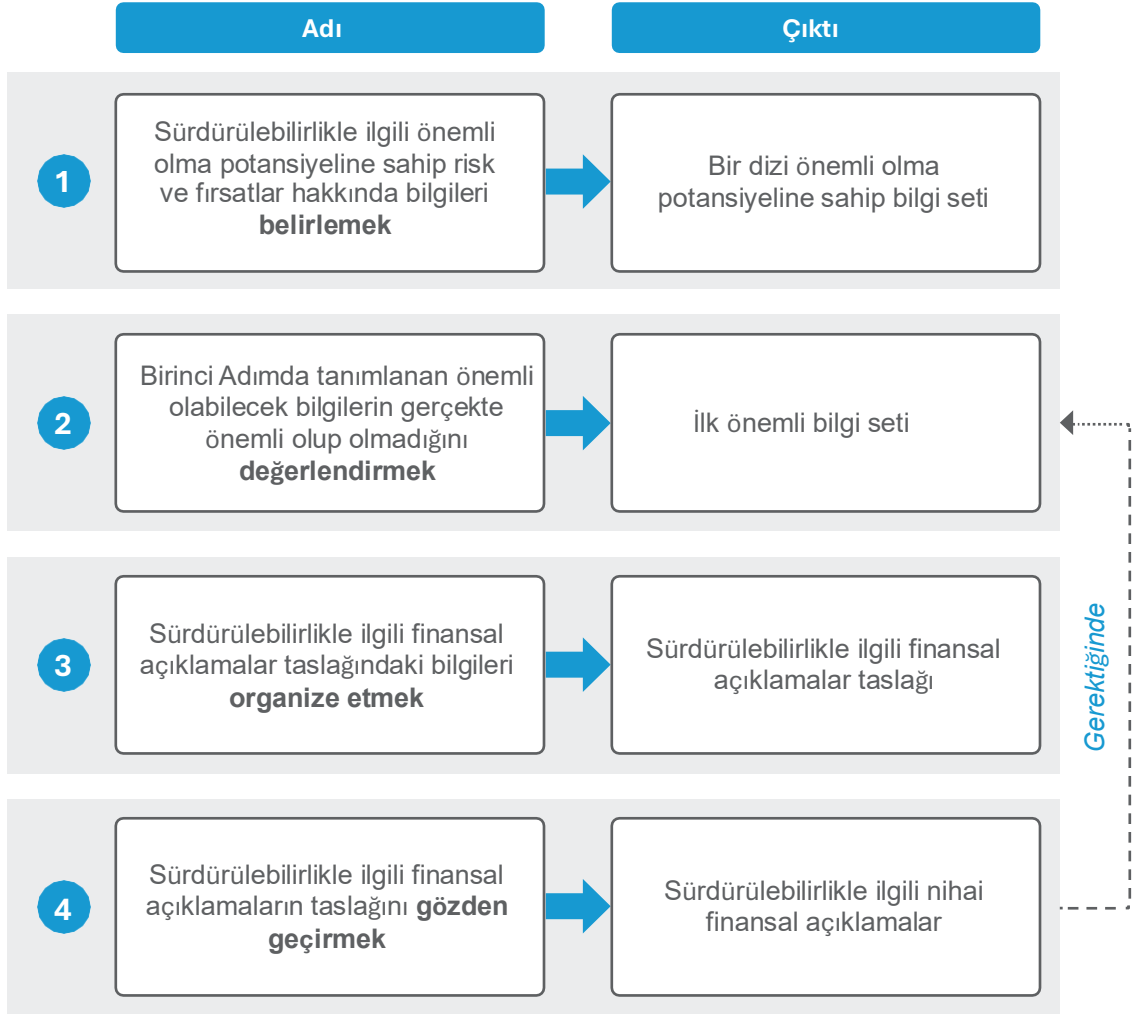 Adı
Çıktı
1
Sürdürülebilirlikle ilgili önemli
olma potansiyeline sahip risk
ve fırsatlar hakkında bilgileri
belirlemek
Bir dizi önemli olma
potansiyeline sahip bilgi seti
2
Birinci Adımda tanımlanan önemli
olabilecek bilgilerin gerçekte
önemli olup olmadığını
değerlendirmek
İlk önemli bilgi seti
3
Sürdürülebilirlikle ilgili finansal
açıklamalar taslağındaki bilgileri
organize etmek
Sürdürülebilirlikle ilgili finansal
açıklamalar taslağı
Gerektiğinde
4
Sürdürülebilirlikle ilgili finansal
açıklamaların taslağını gözden
geçirmek
Sürdürülebilirlikle ilgili nihai
finansal açıklamalar